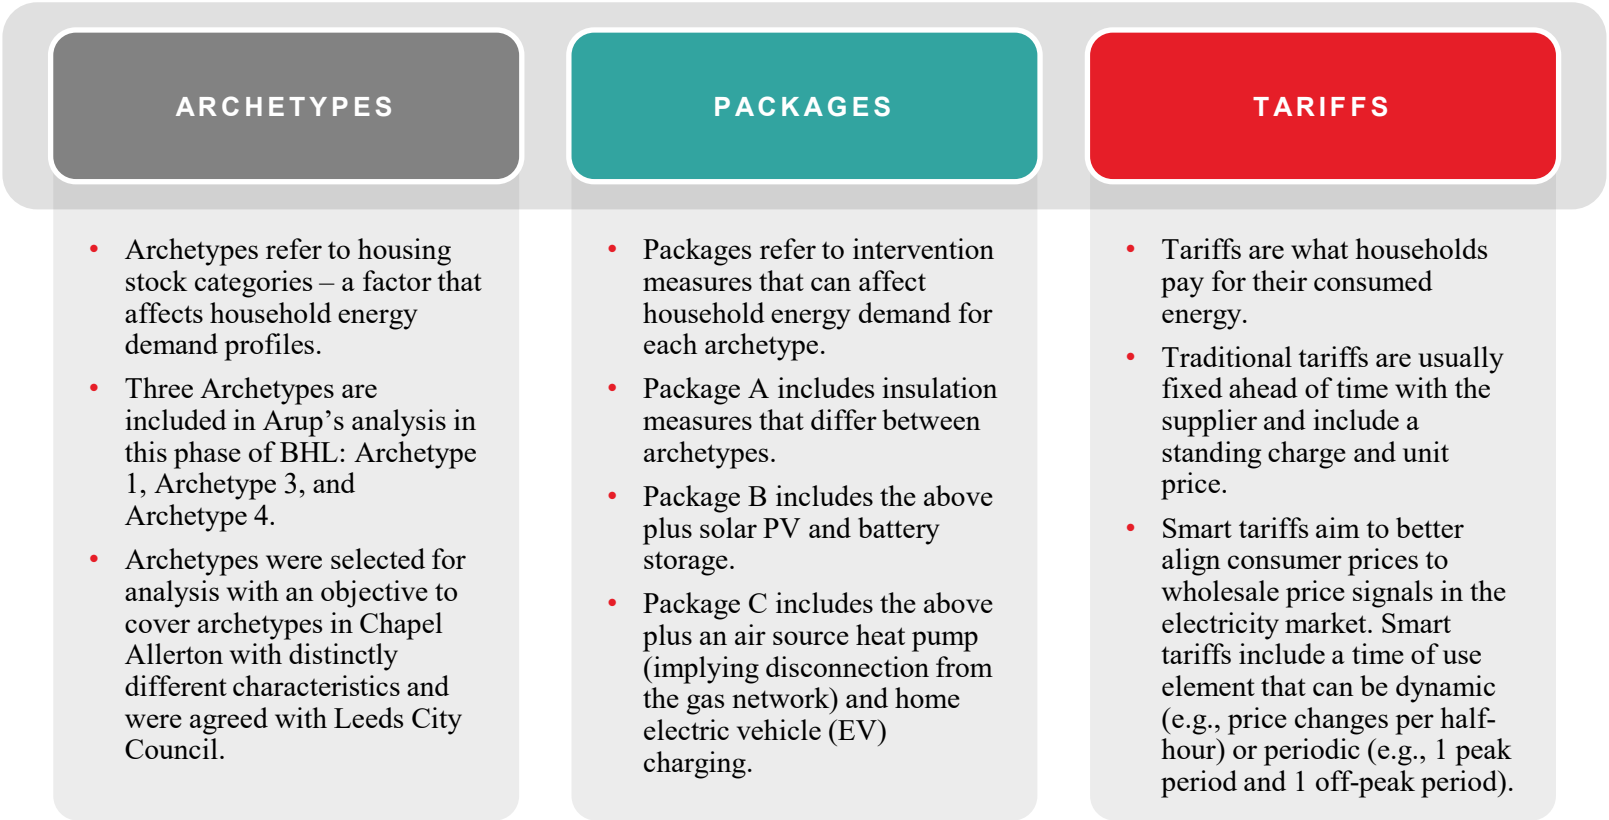 ARCHETYPES
• Archetypes refer to housing
stock categories – a factor that
affects household energy
demand profiles.
• Three Archetypes are
included in Arup’s analysis in
this phase of BHL: Archetype
1, Archetype 3, and
Archetype 4.
• Archetypes were selected for
analysis with an objective to
cover archetypes in Chapel
Allerton with distinctly
different characteristics and
were agreed with Leeds City
Council.
PACKAGES
• Packages refer to intervention
measures that can affect
household energy demand for
each archetype.
• Package A includes insulation
measures that differ between
archetypes.
• Package B includes the above
plus solar PV and battery
storage.
• Package C includes the above
plus an air source heat pump
(implying disconnection from
the gas network) and home
electric vehicle (EV)
charging.
TARIFFS
• Tariffs are what households
pay for their consumed
energy.
• Traditional tariffs are usually
fixed ahead of time with the
supplier and include a
standing charge and unit
price.
• Smart tariffs aim to better
align consumer prices to
wholesale price signals in the
electricity market. Smart
tariffs include a time of use
element that can be dynamic
(e.g., price changes per half-
hour) or periodic (e.g., 1 peak
period and 1 off-peak period).